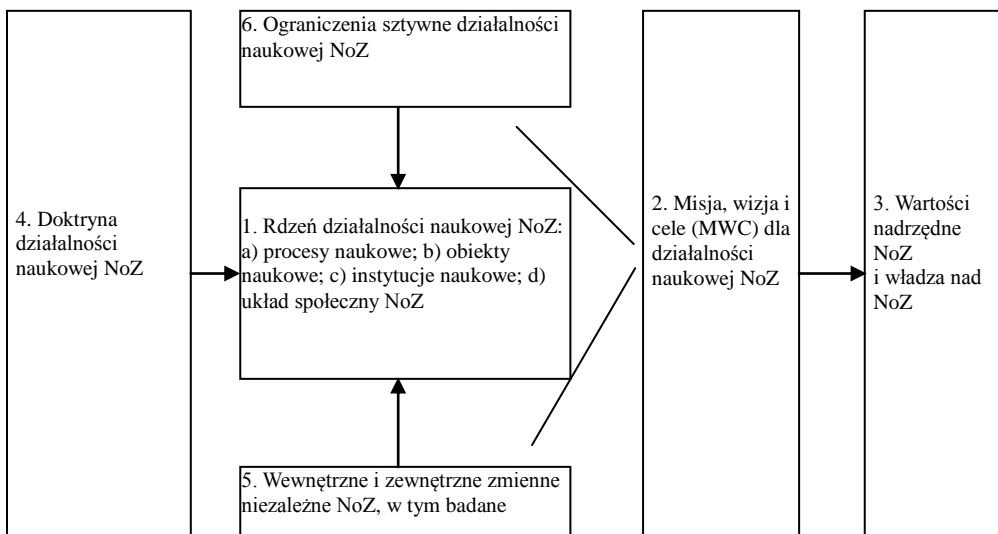 6. Ograniczenia sztywne działalności
naukowej NoZ
4. Doktryna
działalności
naukowej NoZ
1. Rdzeń działalności naukowej NoZ:
a) procesy naukowe; b) obiekty
naukowe; c) instytucje naukowe; d)
układ społeczny NoZ
2. Misja, wizja i
cele (MWC) dla
działalności
naukowej NoZ
3. Wartości
nadrzędne
NoZ
i władza nad
NoZ
5. Wewnętrzne i zewnętrzne zmienne
niezależne NoZ, w tym badane